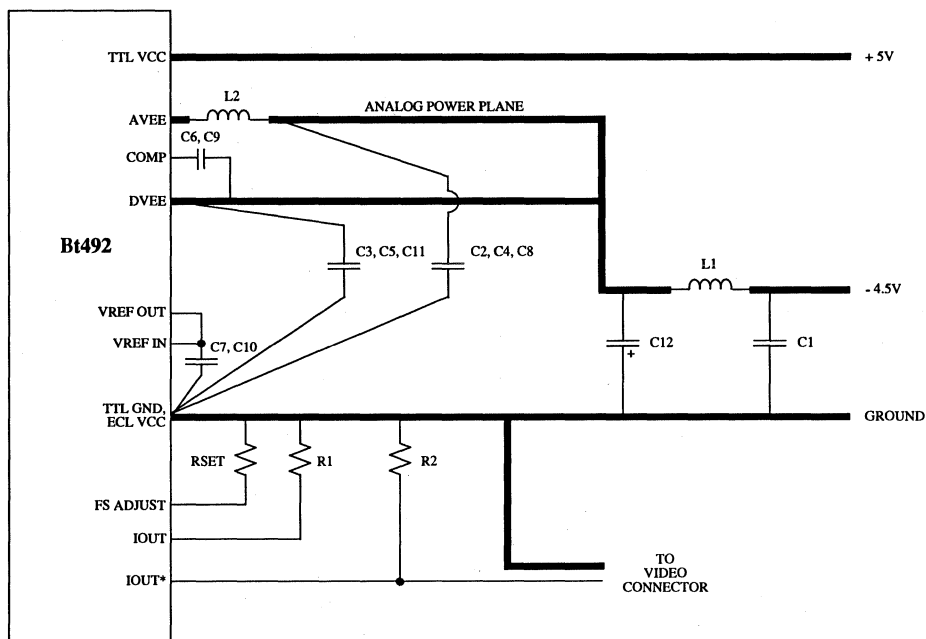 TTL VCC
+ 5V
L2
ANALOG POWER PLANE
AVEE
C6, C9
COMP
DVEE
Bt492
C3, C5, C11
C2, C4, C8
L1
- 4.5V
VREF OUT
VREF IN
C7, C10
C12
+
C1
TTL GND,
ECL VCC
GROUND
RSET
R1
R2
FS ADJUST
IOUT
IOUT*
TO
VIDEO
CONNECTOR